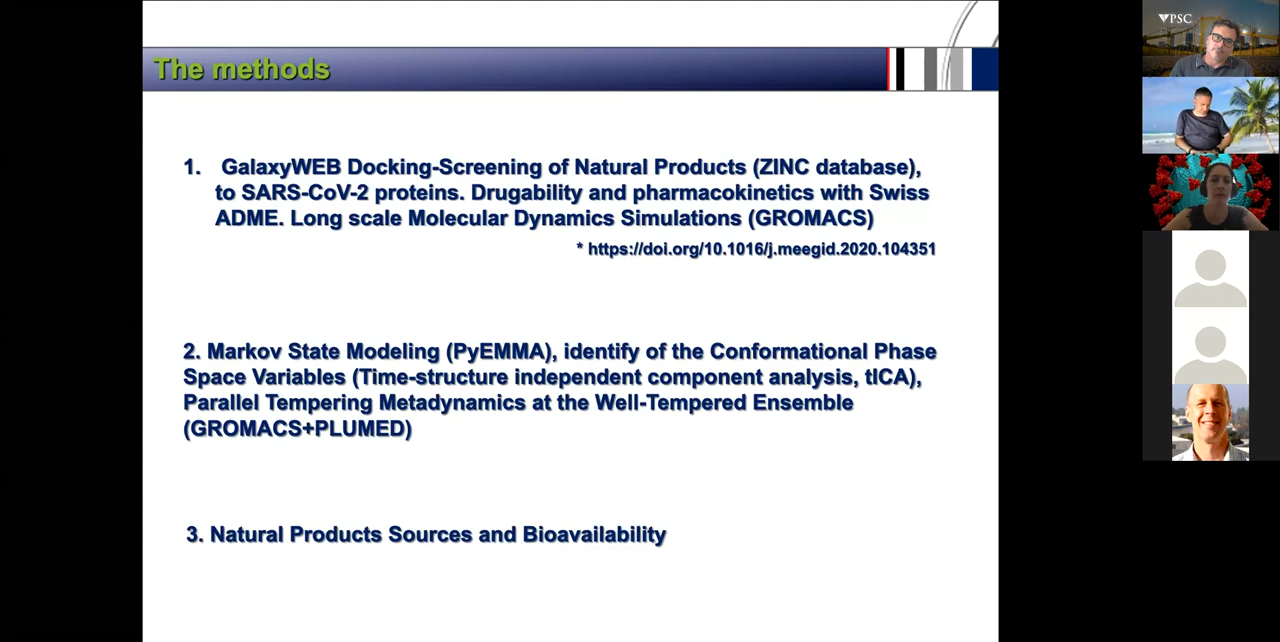 The methods
PSC
1. GalaxyWEB Docking-Screening of Natural Products (ZINC database),
to SARS-CoV-2 proteins. Drugability and pharmacokinetics with Swiss
ADME. Long scale Molecular Dynamics Simulations (GROMACS)
* https://doi.org/10.1016/j.meegid.2020.104351
2. Markov State Modeling (PyEMMA), identify of the Conformational Phase
Space Variables (Time-structure independent component analysis, tICA),
Parallel Tempering Metadynamics at the Well-Tempered Ensemble
(GROMACS+PLUMED)
3. Natural Products Sources and Bioavailability